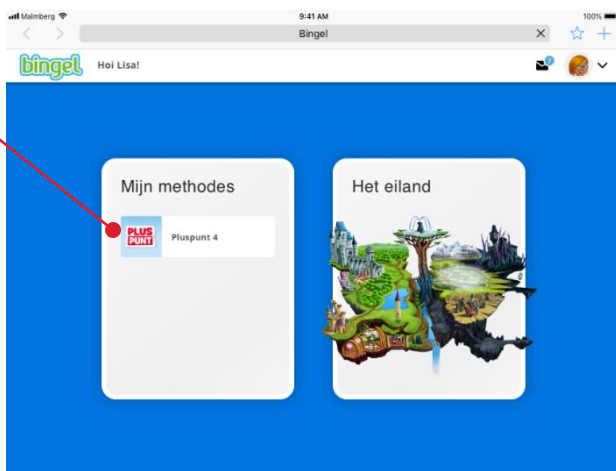 Malmberg 9:41 AM 100%
Bingel
bingel Hoi Lisa!
Mijn methodes
Het eiland
PLUS
PUNT
Pluspunt 4